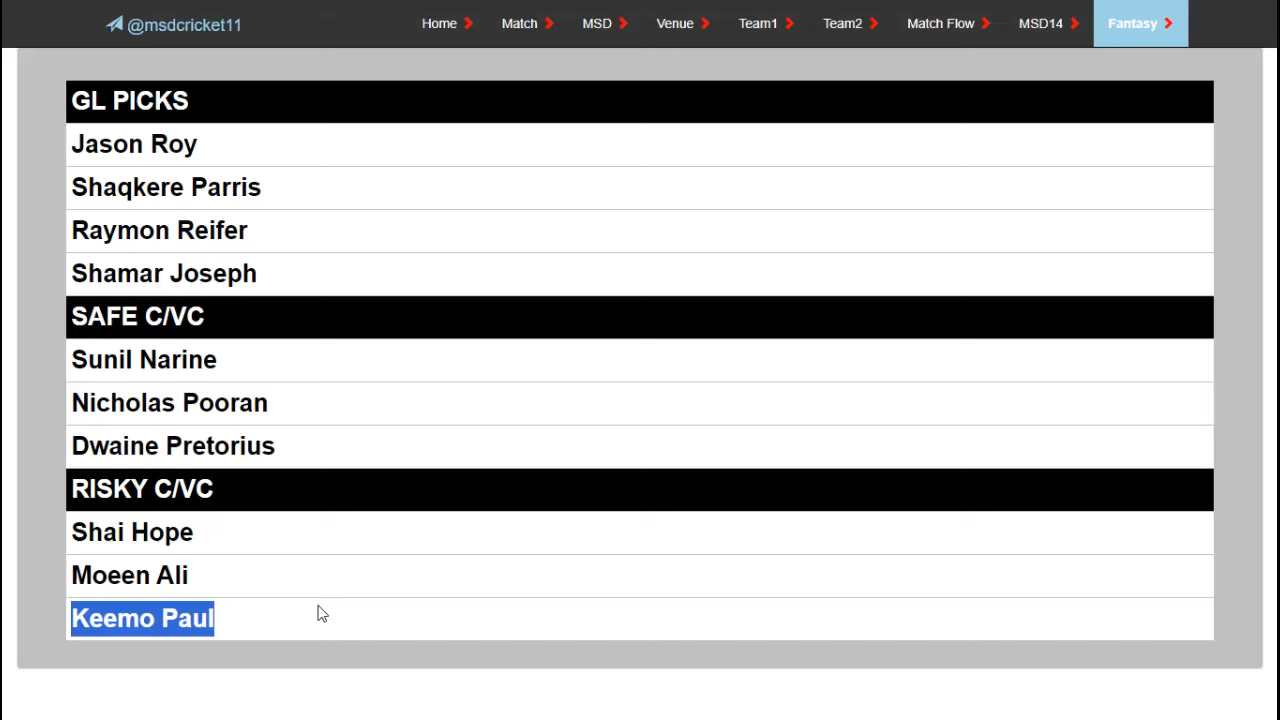 @msdcricket11 Home Match MSD Venue Team1 Team2 Match Flow MSD14 Fantasy
GL PICKS
Jason Roy
Shaqkere Parris
Raymon Reifer
Shamar Joseph
SAFE C/VC
Sunil Narine
Nicholas Pooran
Dwaine Pretorius
RISKY C/VC
Shai Hope
Moeen Ali
Keemo Paul